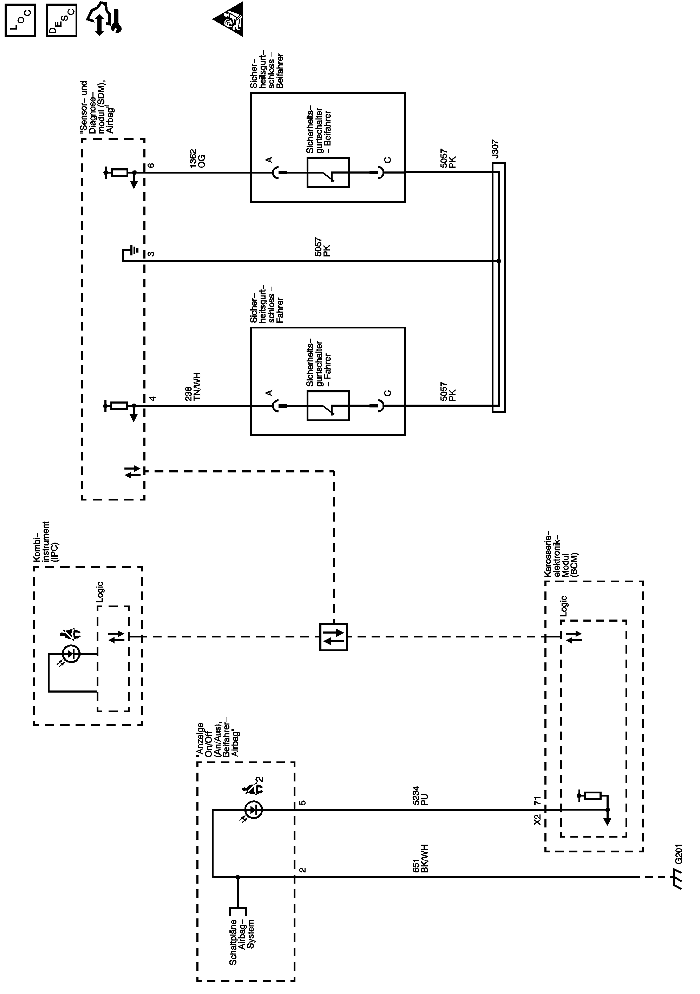 L O C
D E S C
"Sensor- und
Diagnose-
modul (SDM),
Airbag"
6
1362
OG
Sicher-
heitsgurt-
schloss -
Beifahrer
A
Sicherheits-
gurtschalter
- Beifahrer
C
5057
PK
J307
3
5057
PK
4
238
TN/WH
Sicher-
heitsgurt-
schloss -
Fahrer
A
Sicherheits-
gurtschalter
- Fahrer
C
5057
PK
Kombi-
instrument
(IPC)
Logic
Karosserie-
elektronik-
Modul
(BCM)
Logic
"Anzeige
On/Off
(An/Aus),
Beifahrer-
Airbag"
2
5
5234
PU
X2 71
2
651
BK/WH
G201
Schaltpläne
Airbag-
System